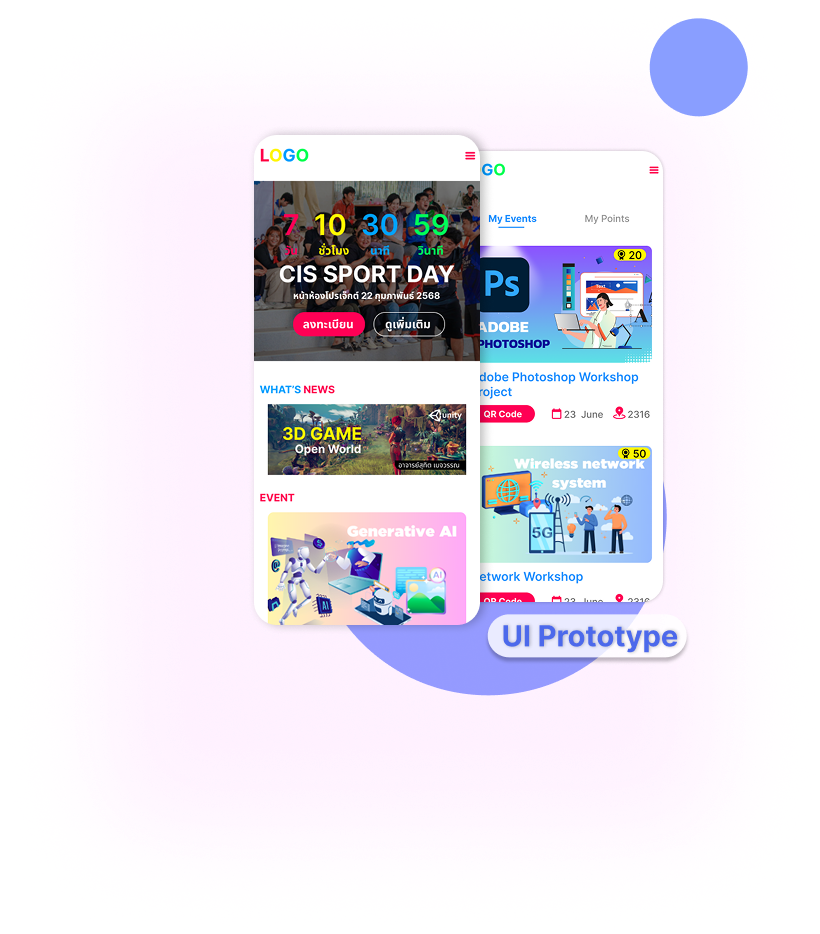 LOGO
7 10 30 59
วัน ชั่วโมง นาที วินาที
CIS SPORT DAY
หน้าห้องโปรเจ็กต์ 22 กุมภาพันธ์ 2568
ลงทะเบียน ดูเพิ่มเติม
WHAT'S NEWS
unity
3D GAME
Open World
อาจารย์สุกิต เมจวรรณ
EVENT
Generative AI
AI
AI
GO
My Events My Points
20
Ps
Text
A
ADOBE
PHOTOSHOP
dobe Photoshop Workshop
roject
QR Code 23 June 2316
50
Wireless network
system
5G
etwork Workshop
QR Code 23 June 2316
UI Prototype